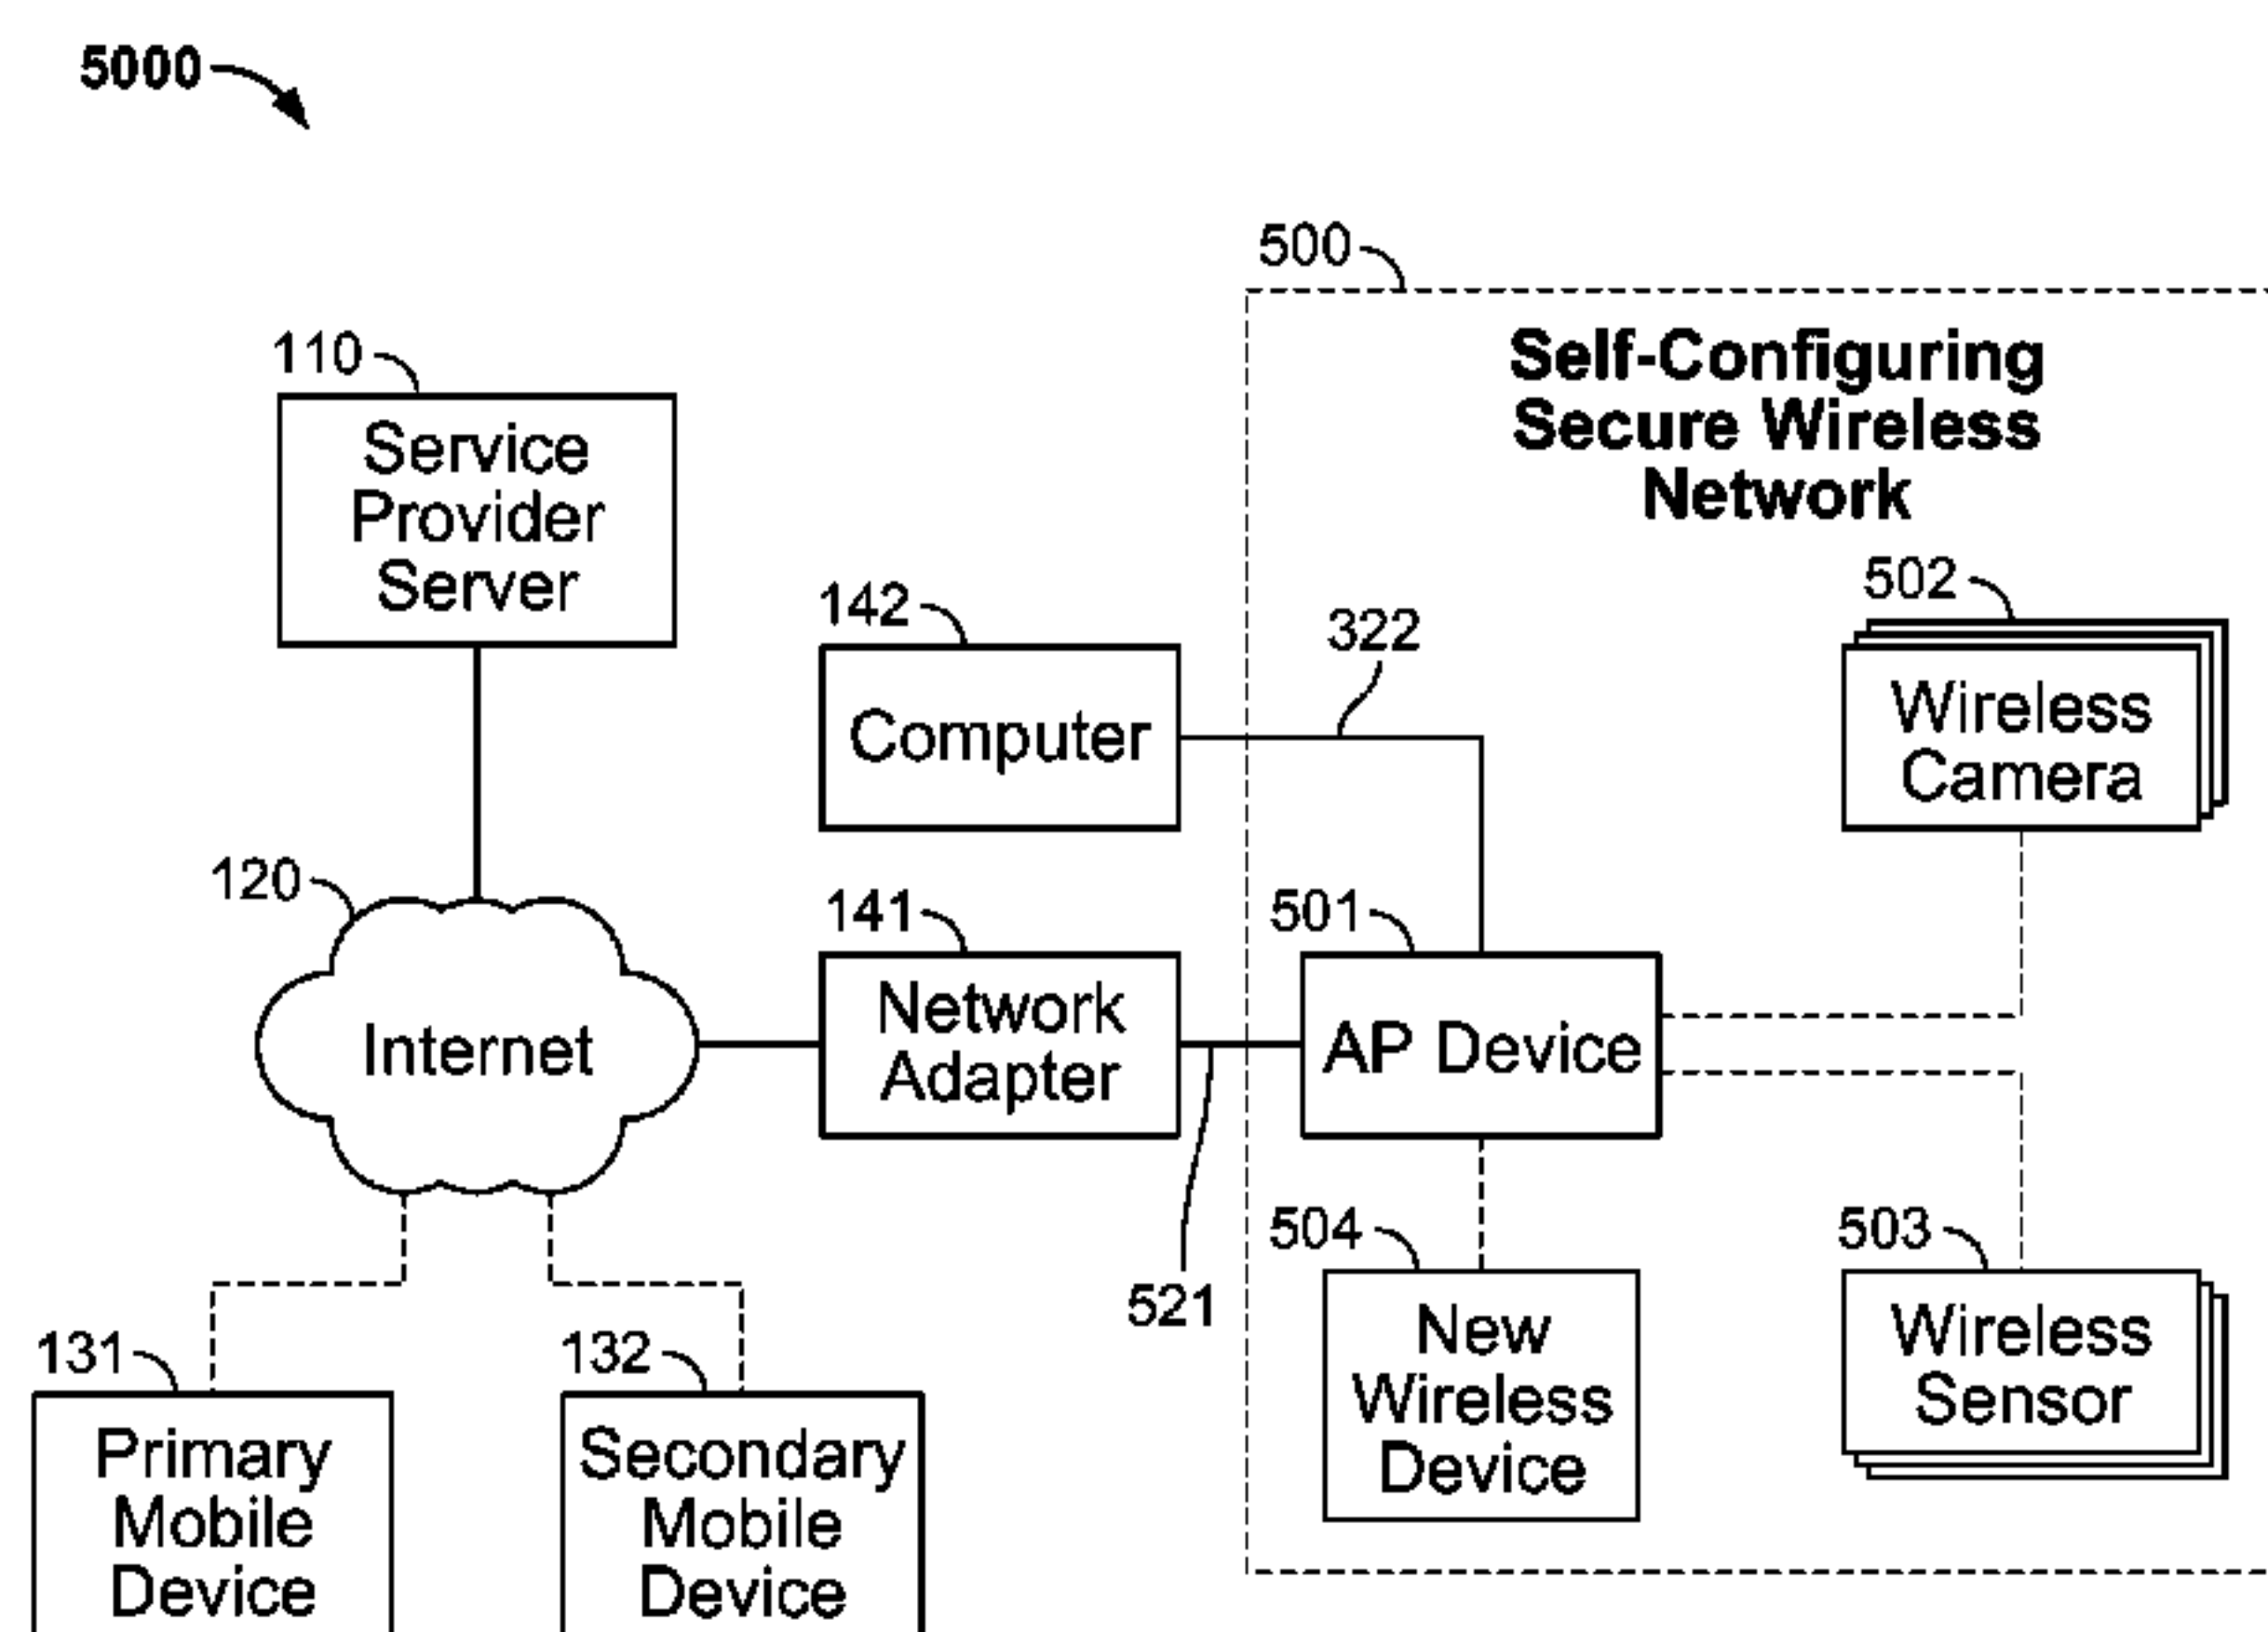 5000
500
Self-Configuring
Secure Wireless
Network
110
Service
Provider
Server
142
Computer
322
502
Wireless
Camera
120
Internet
141
Network
Adapter
501
AP Device
521
504
New
Wireless
Device
503
Wireless
Sensor
131
Primary
Mobile
Device
132
Secondary
Mobile
Device